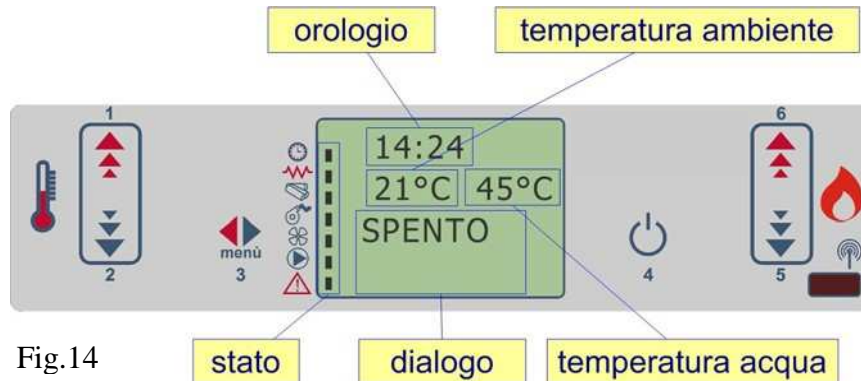 orologio
temperatura ambiente
1
6
14:24
21°C
45°C
SPENTO
menù
2
3
4
5
Fig.14
stato
dialogo
temperatura acqua